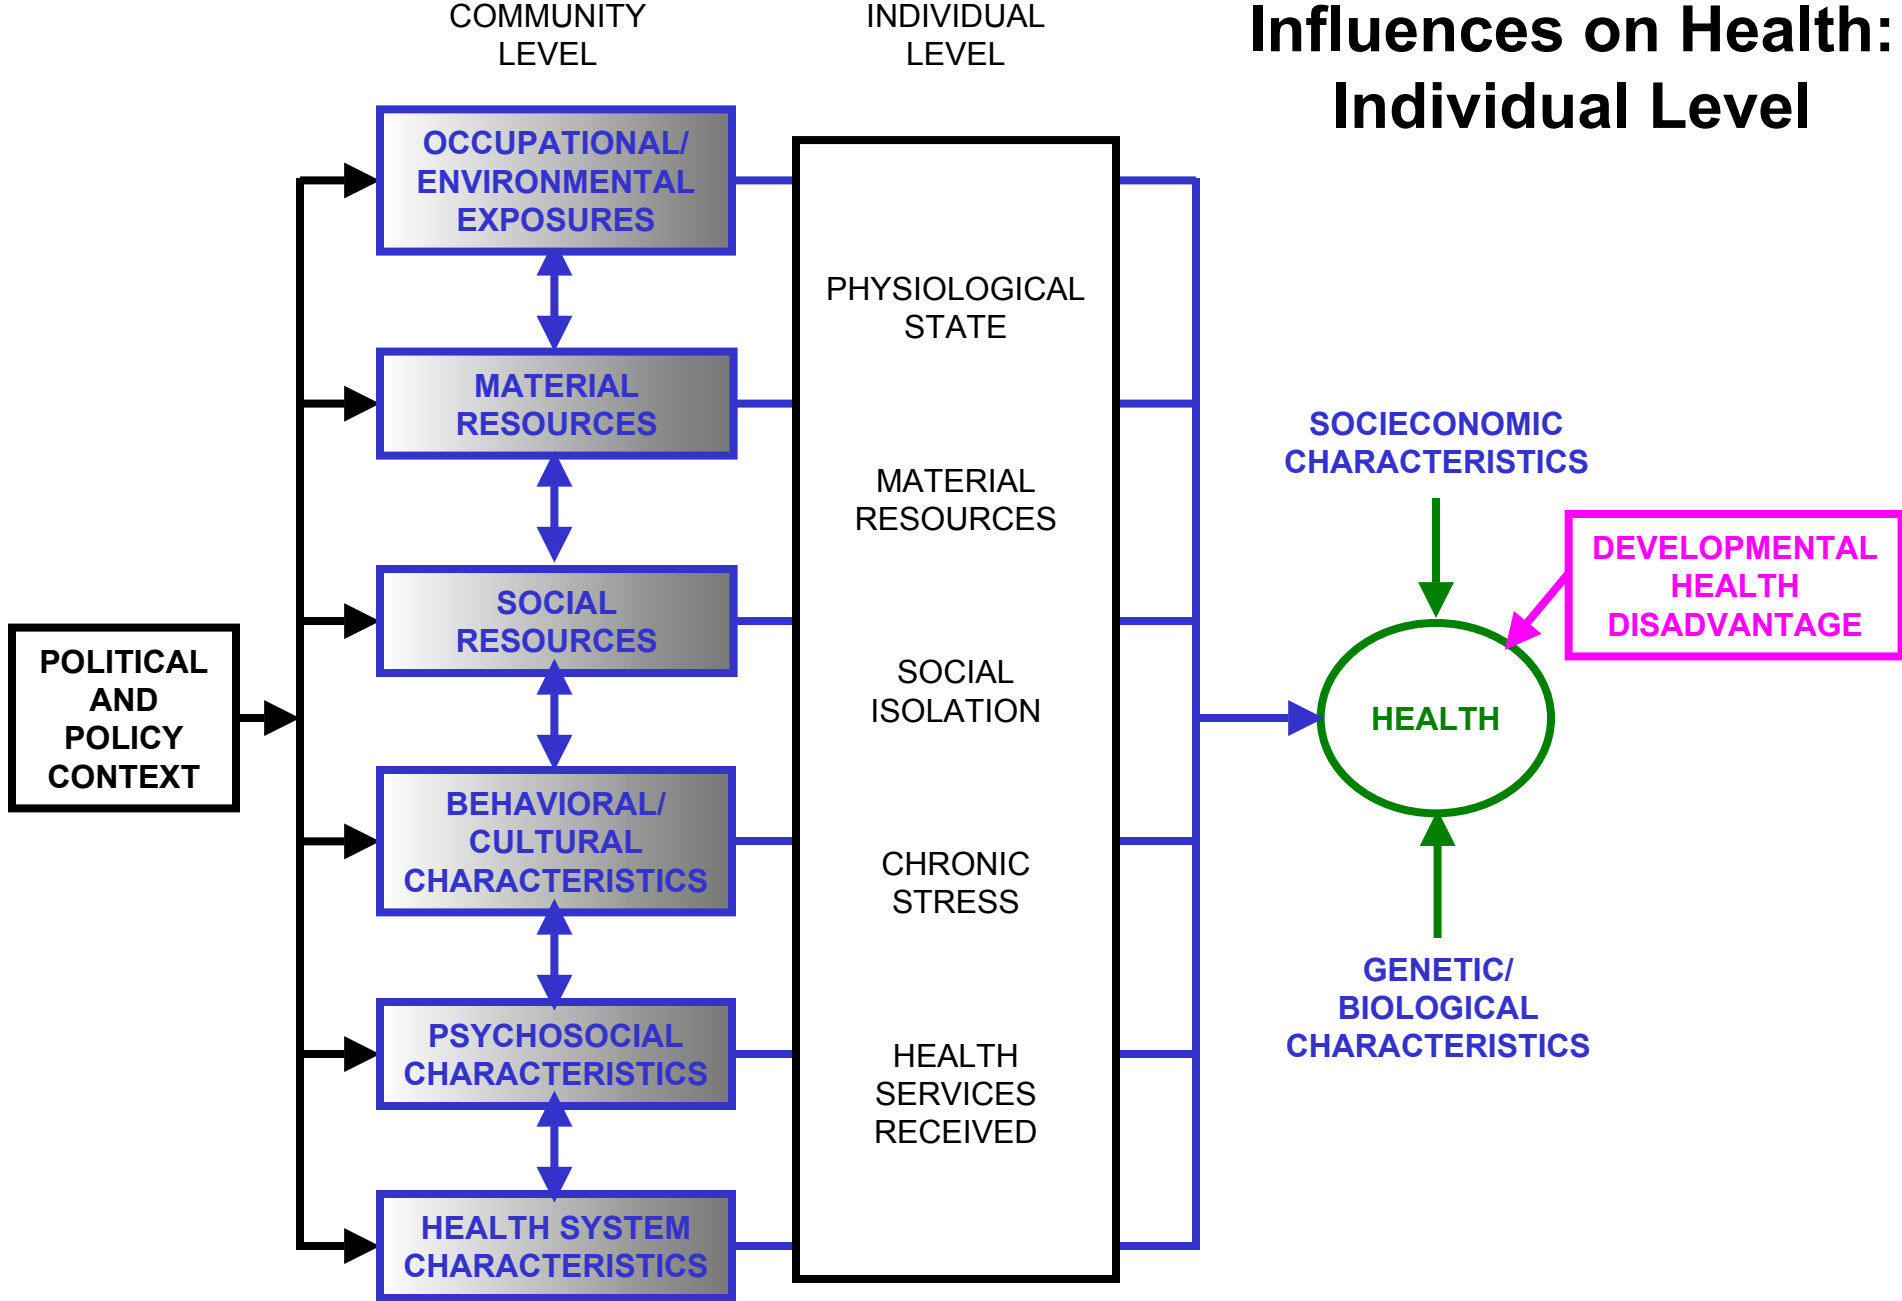 COMMUNITY
LEVEL
INDIVIDUAL
LEVEL
Influences on Health:
Individual Level
OCCUPATIONAL/
ENVIRONMENTAL
EXPOSURES
MATERIAL
RESOURCES
SOCIAL
RESOURCES
BEHAVIORAL/
CULTURAL
CHARACTERISTICS
PSYCHOSOCIAL
CHARACTERISTICS
HEALTH SYSTEM
CHARACTERISTICS
POLITICAL
AND
POLICY
CONTEXT
PHYSIOLOGICAL
STATE
MATERIAL
RESOURCES
SOCIAL
ISOLATION
CHRONIC
STRESS
HEALTH
SERVICES
RECEIVED
SOCIECONOMIC
CHARACTERISTICS
DEVELOPMENTAL
HEALTH
DISADVANTAGE
HEALTH
GENETIC/
BIOLOGICAL
CHARACTERISTICS